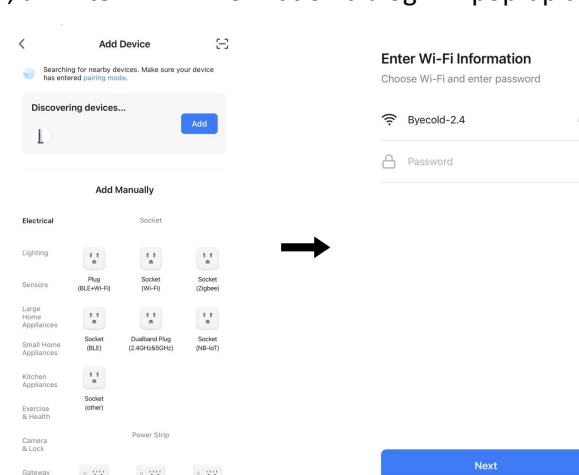 Add Device
Searching for nearby devices. Make sure your device
has entered pairing mode.
Discovering devices...
Add
Add Manually
Electrical
Socket
Lighting
Sensors
Large
Home
Appliances
Small Home
Appliances
Kitchen
Appliances
Exercise
& Health
Camera
& Lock
Gateway
Plug
(BLE+Wi-Fi)
Socket
(Wi-Fi)
Socket
(Zigbee)
Socket
(BLE)
Dualband Plug
(2.4GHz&5GHz)
Socket
(NB-IoT)
Socket
(other)
Power Strip
Enter Wi-Fi Information
Choose Wi-Fi and enter password
Byecold-2.4
Password
Next